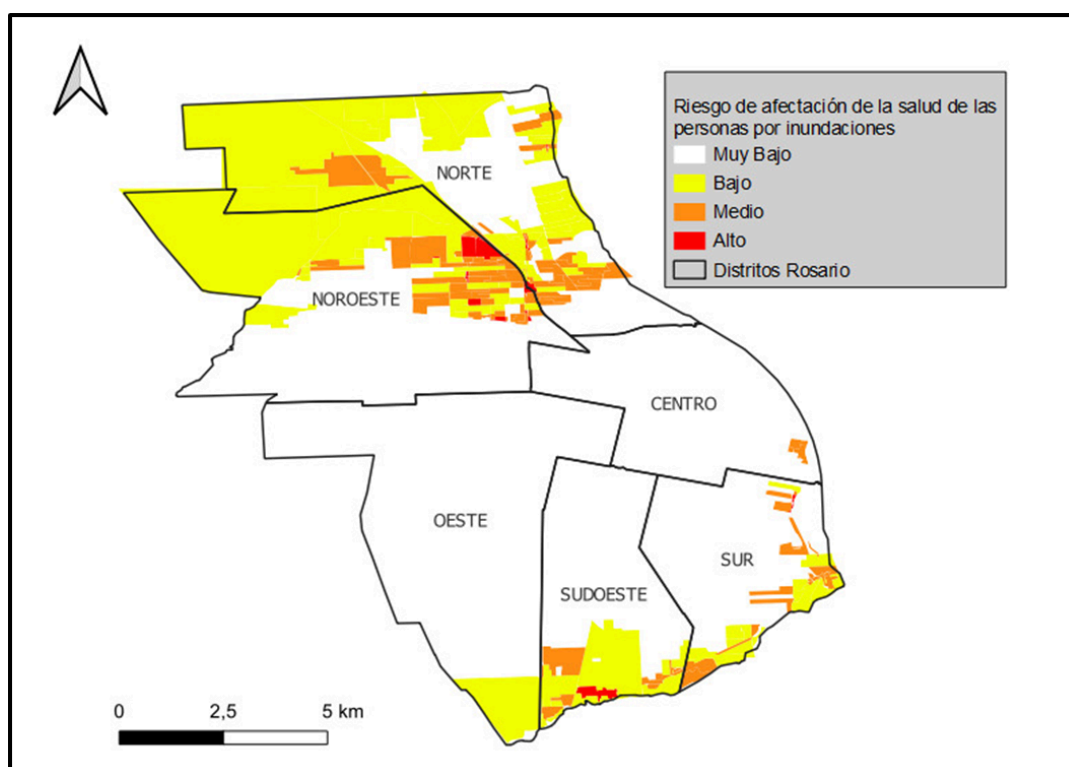 Riesgo de afectación de la salud de las
personas por inundaciones
Muy Bajo
Bajo
Medio
Alto
Distritos Rosario
NORTE
NOROESTE
CENTRO
OESTE
SUR
SUDOESTE
0 2,5 5 km